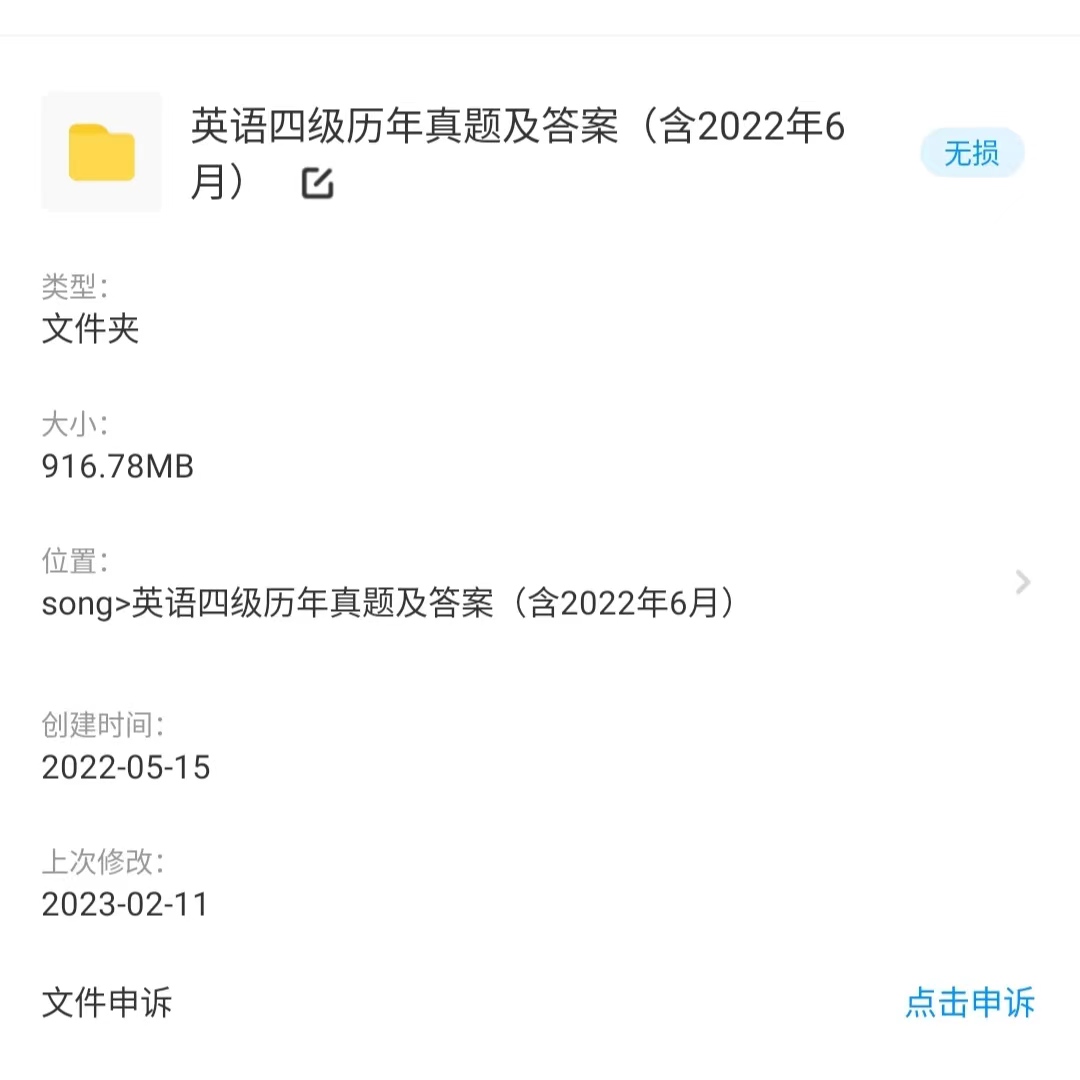 英语四级历年真题及答案（含2022年6
月）
无损
类型：
文件夹
大小：
916.78MB
位置：
song>英语四级历年真题及答案（含2022年6月）
创建时间：
2022-05-15
上次修改：
2023-02-11
文件申诉
点击申诉